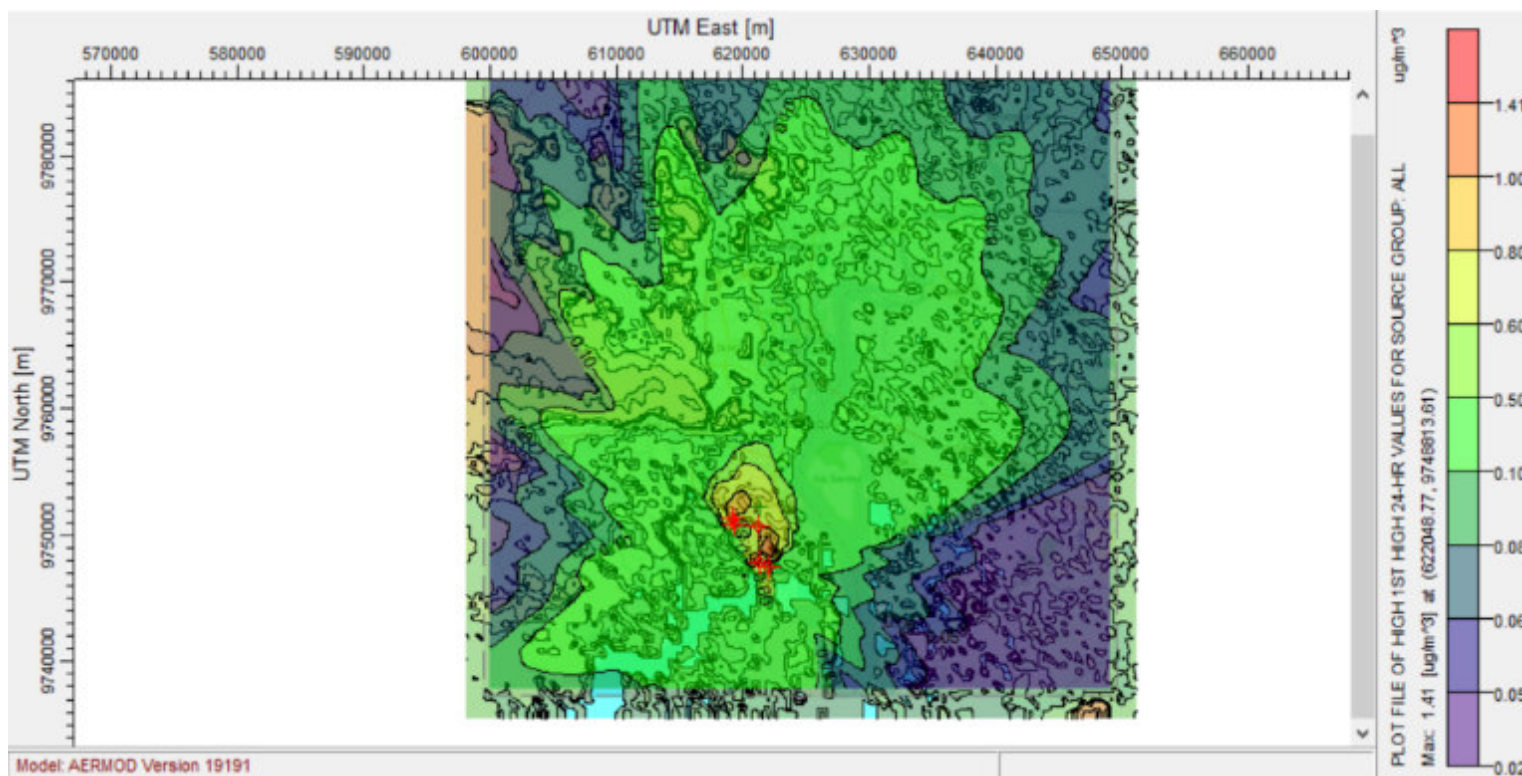 UTM East [m]
570000 580000 590000 600000 610000 620000 630000 640000 650000 660000
UTM North [m]
9780000
9770000
9760000
9750000
9740000
0.10
ug/m^3
PLOT FILE OF HIGH 1ST HIGH 24-HR VALUES FOR SOURCE GROUP: ALL
Max: 1.41 [ug/m^3] at (622048.77, 9748813.61)
1.41
1.00
0.80
0.60
0.50
0.10
0.08
0.06
0.05
0.02
Model: AERMOD Version 19191